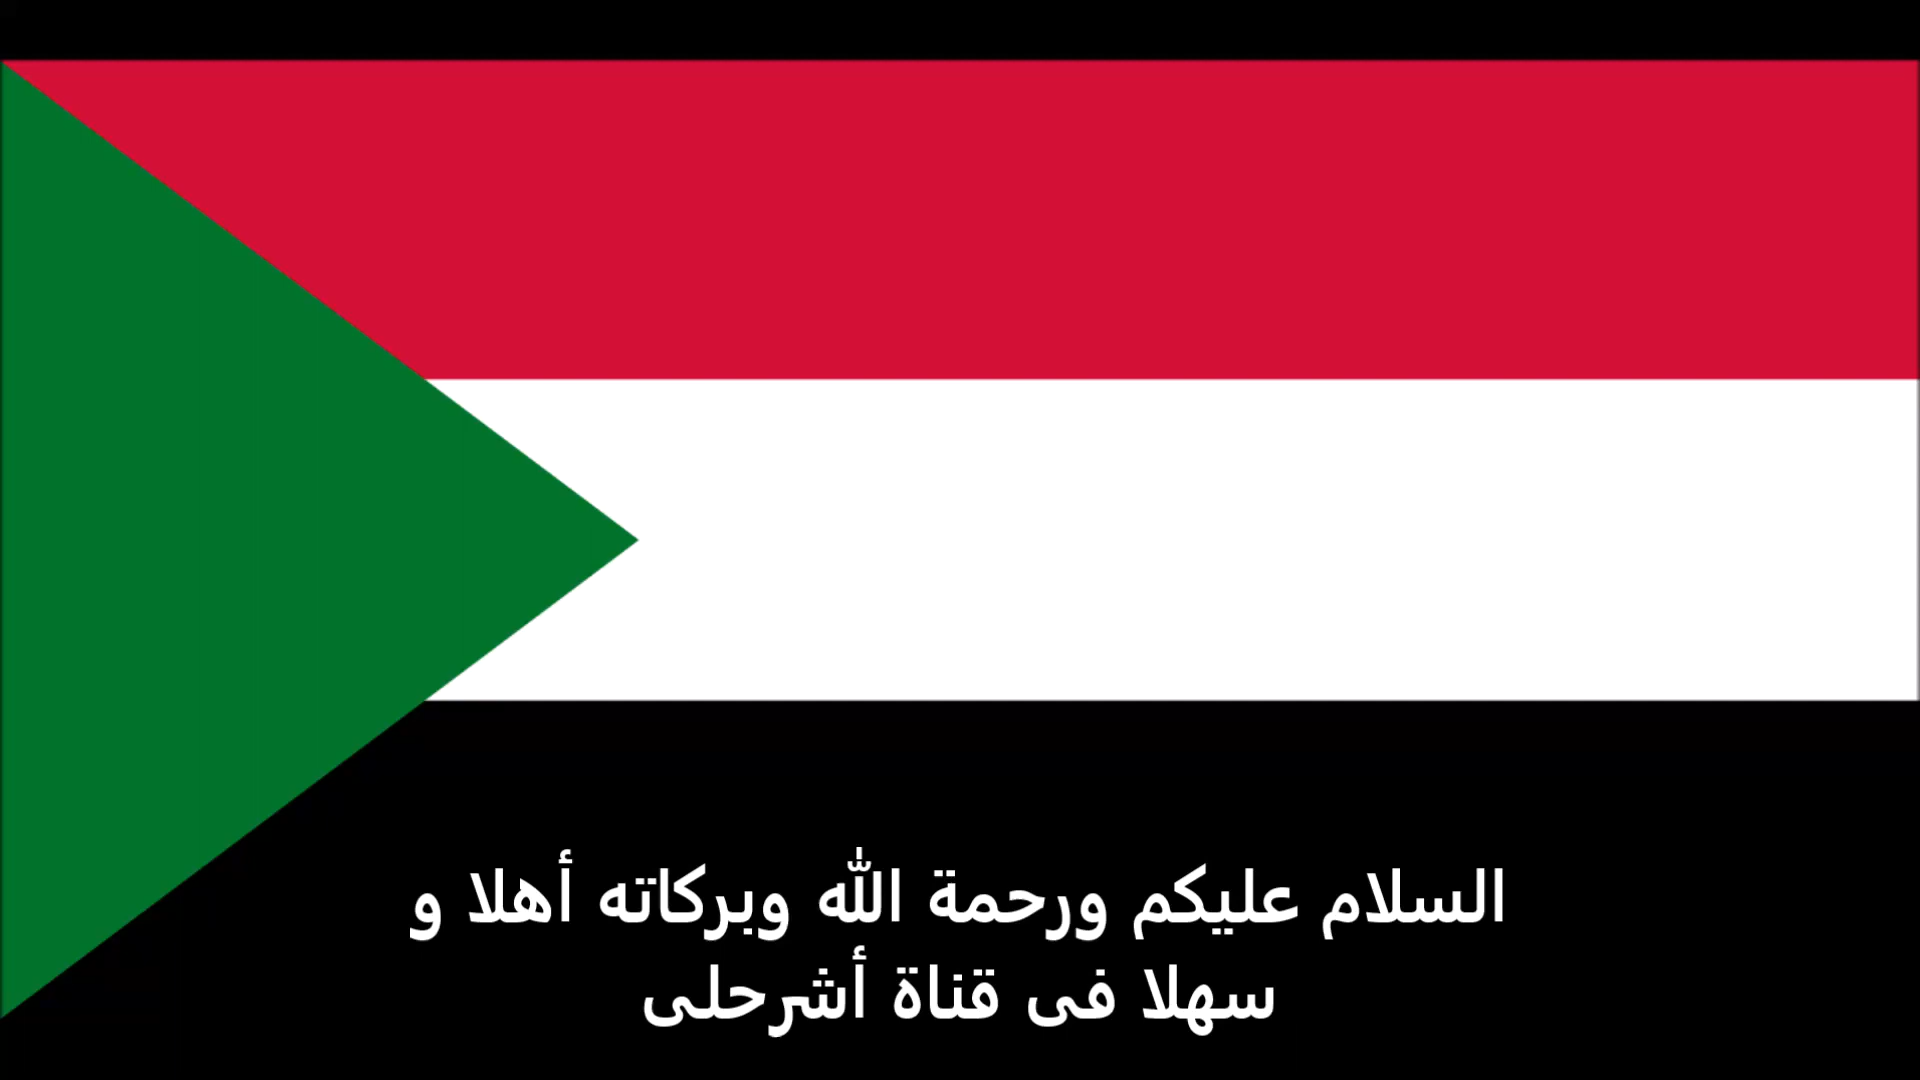 السلام عليكم ورحمة الله وبركاته أهلا و
سهلا فى قناة أشرحلى